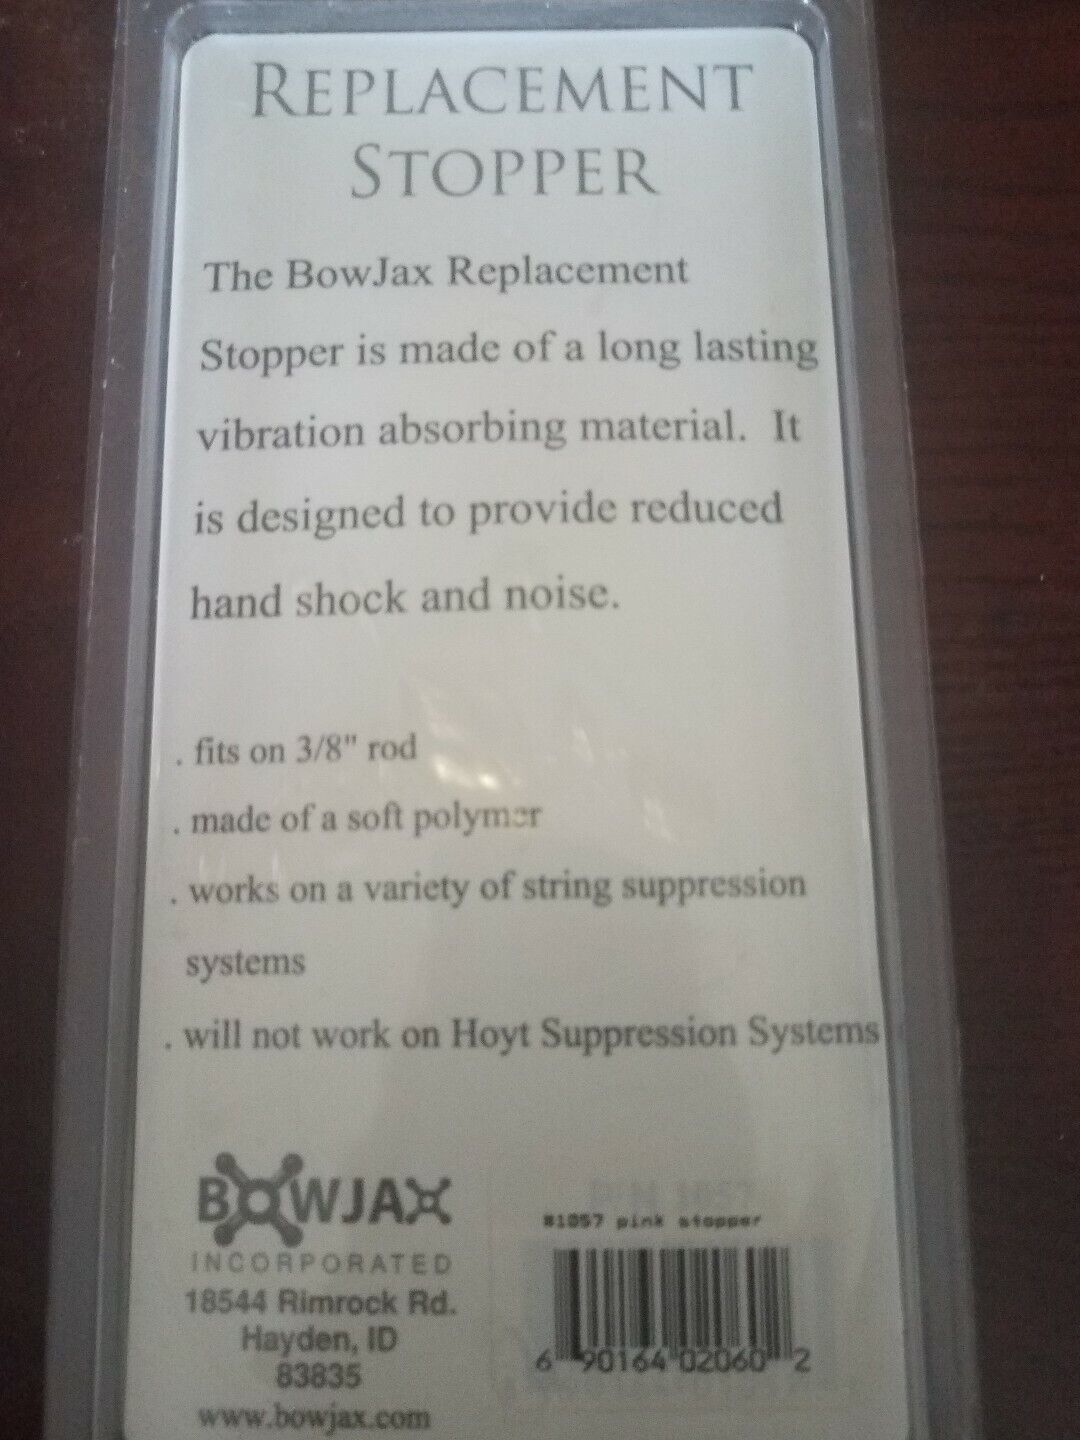 REPLACEMENT
STOPPER
The BowJax Replacement
Stopper is made of a long lasting
vibration absorbing material. It
is designed to provide reduced
hand shock and noise.
. fits on 3/8" rod
. made of a soft polymer
. works on a variety of string suppression
systems
. will not work on Hoyt Suppression Systems
BOWJAX
INCORPORATED
18544 Rimrock Rd.
Hayden, ID
83835
www.bowjax.com
#1057 pink stopper
6 90164 02060 2